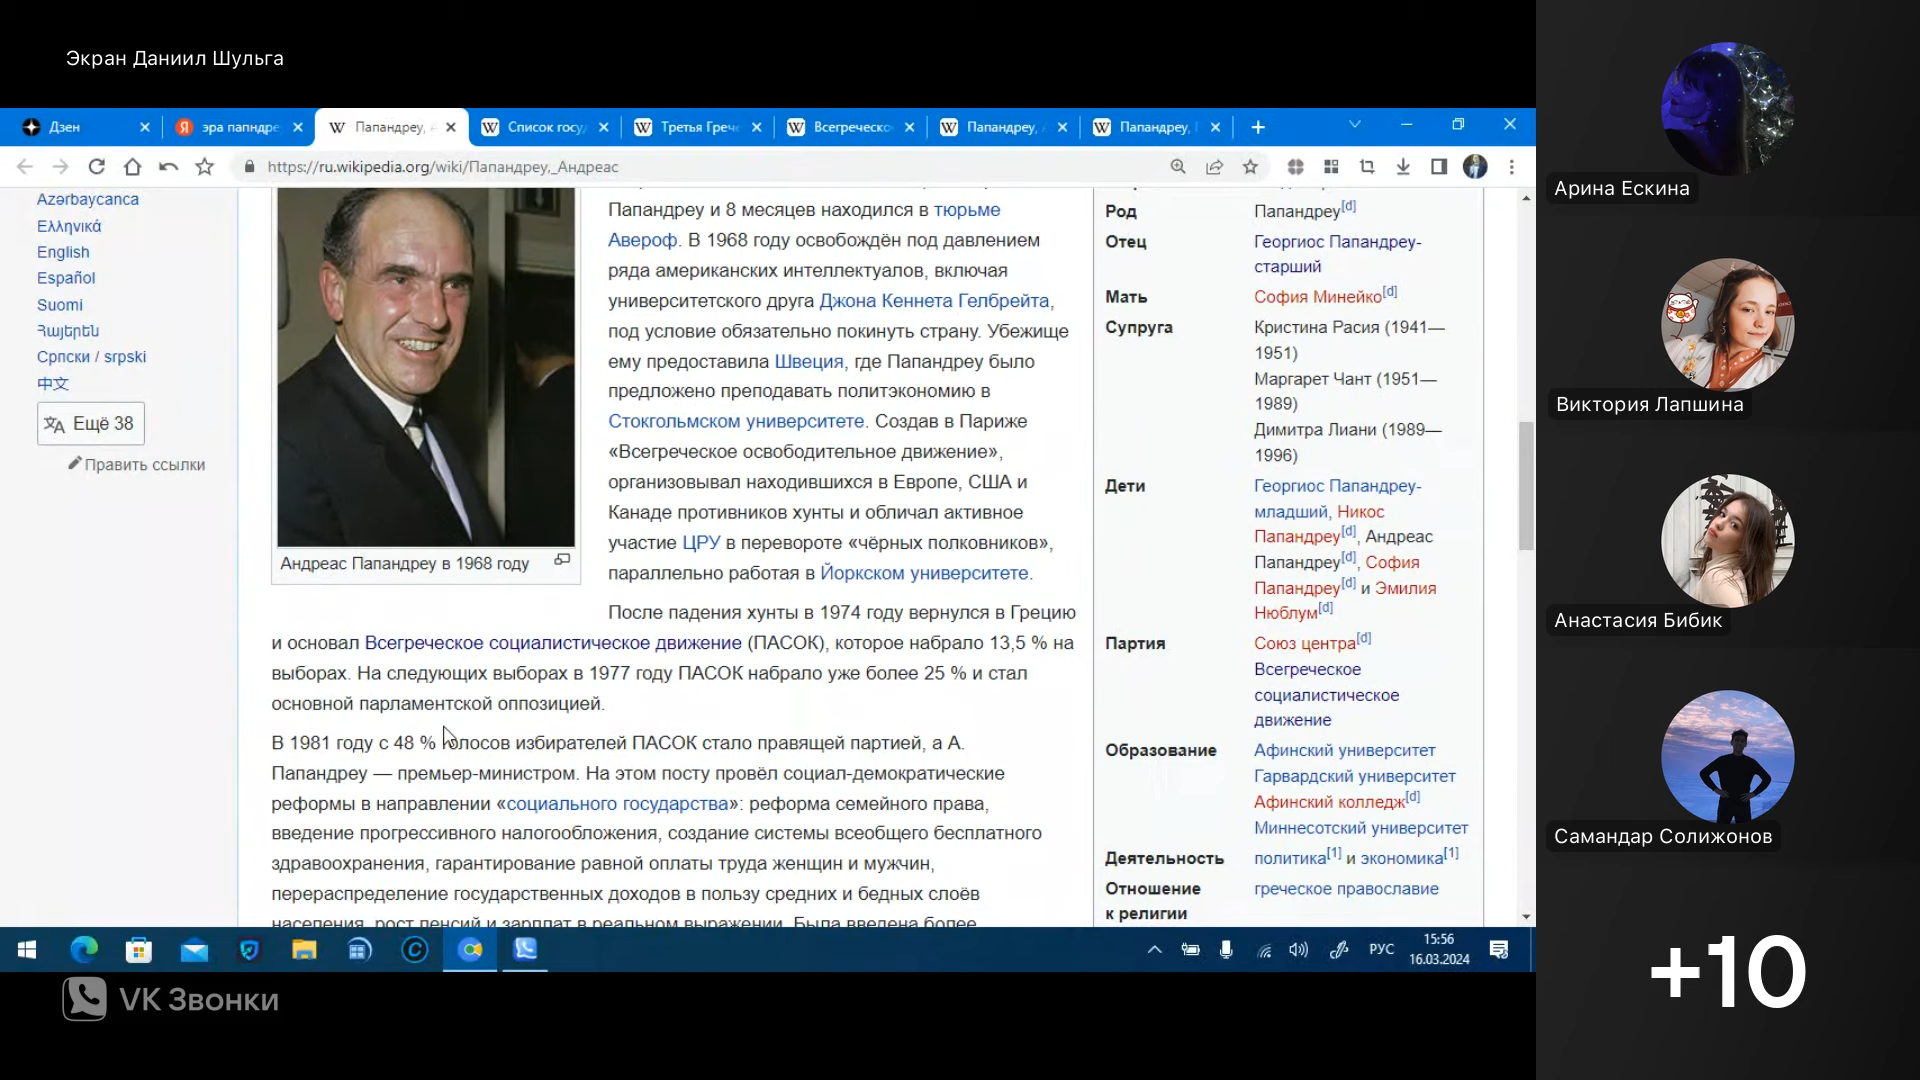 Экран Даниил Шульга
Дзен
эра папндре
Папандреу, А
Список госу
Третья Греч
Всегреческо
Папандреу,
Папандреу, Г
https://ru.wikipedia.org/wiki/Папандреу,_Андреас
Azərbaycanca
Ελληνικά
English
Español
Suomi
Հայերեն
Српски / srpski
中文
Ещё 38
Править ссылки
Андреас Папандреу в 1968 году
Папандреу и 8 месяцев находился в тюрьме
Авероф. В 1968 году освобождён под давлением
ряда американских интеллектуалов, включая
университетского друга Джона Кеннета Гелбрейта,
под условие обязательно покинуть страну. Убежище
ему предоставила Швеция, где Папандреу было
предложено преподавать политэкономию в
Стокгольмском университете. Создав в Париже
«Всегреческое освободительное движение»,
организовывал находившихся в Европе, США и
Канаде противников хунты и обличал активное
участие ЦРУ в перевороте «чёрных полковников»,
параллельно работая в Йоркском университете.
После падения хунты в 1974 году вернулся в Грецию
и основал Всегреческое социалистическое движение (ПАСОК), которое набрало 13,5 % на
выборах. На следующих выборах в 1977 году ПАСОК набрало уже более 25 % и стал
основной парламентской оппозицией.
В 1981 году с 48 % голосов избирателей ПАСОК стало правящей партией, а А.
Папандреу — премьер-министром. На этом посту провёл социал-демократические
реформы в направлении «социального государства»: реформа семейного права,
введение прогрессивного налогообложения, создание системы всеобщего бесплатного
здравоохранения, гарантирование равной оплаты труда женщин и мужчин,
перераспределение государственных доходов в пользу средних и бедных слоёв
населения, рост пенсий и зарплат в реальном выражении. Была введена более
Род Папандреу[d]
Отец Георгиос Папандреу-
старший
Мать София Минейко[d]
Супруга Кристина Расия (1941—
1951)
Маргарет Чант (1951—
1989)
Димитра Лиани (1989—
1996)
Дети Георгиос Папандреу-
младший, Никос
Папандреу[d], Андреас
Папандреу[d], София
Папандреу[d] и Эмилия
Нюблум[d]
Партия Союз центра[d]
Всегреческое
социалистическое
движение
Образование Афинский университет
Гарвардский университет
Афинский колледж[d]
Миннесотский университет
Деятельность политика[1] и экономика[1]
Отношение греческое православие
к религии
РУС
15:56
16.03.2024
VK Звонки
Арина Ескина
Виктория Лапшина
Анастасия Бибик
Самандар Солижонов
+10